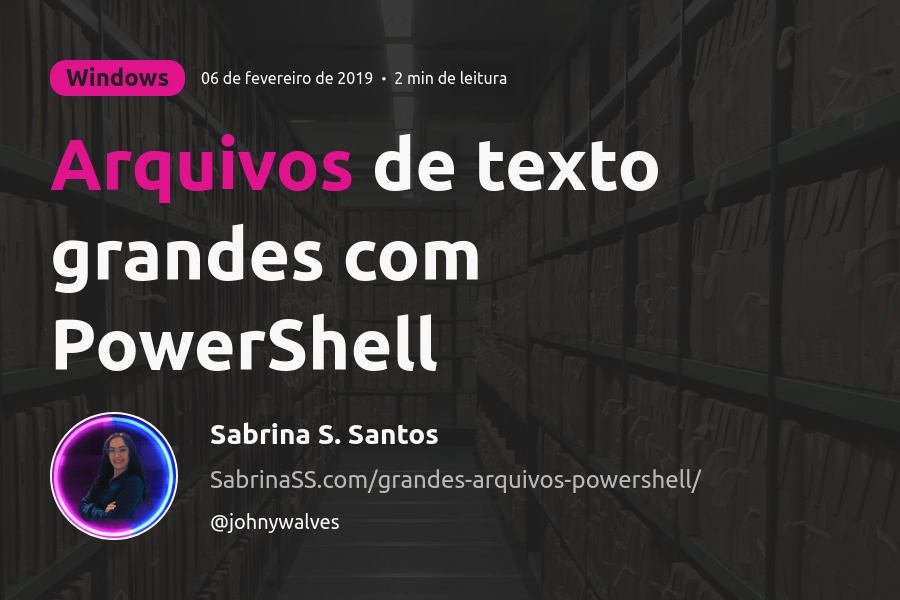 Windows 06 de fevereiro de 2019 • 2 min de leitura
Arquivos de texto
grandes com
PowerShell
Sabrina S. Santos
SabrinaSS.com/grandes-arquivos-powershell/
@johnywalves